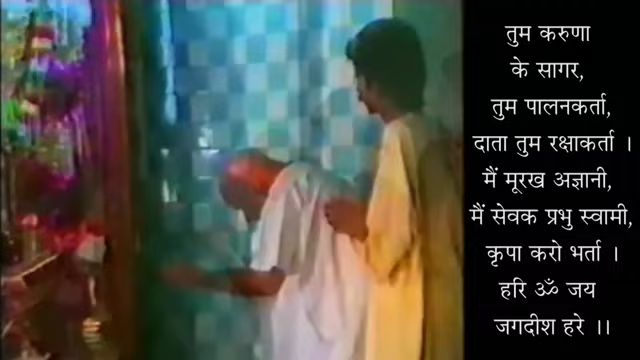 तुम करुणा
के सागर,
तुम पालनकर्ता,
दाता तुम रक्षाकर्ता ।
मैं मूरख अज्ञानी,
मैं सेवक प्रभु स्वामी,
कृपा करो भर्ता ।
हरि ॐ जय
जगदीश हरे ।।